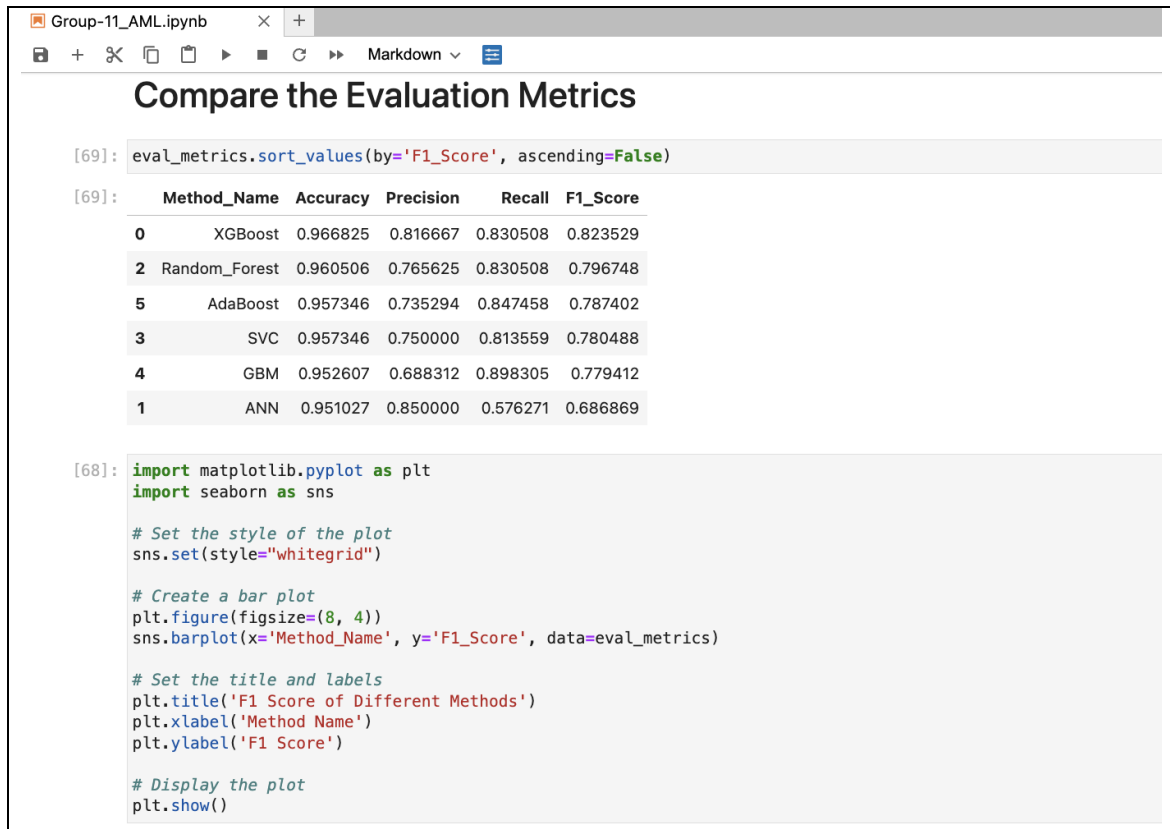 Group-11_AML.ipynb
Markdown
Compare the Evaluation Metrics
[69]: eval_metrics.sort_values(by='F1_Score', ascending=False)
[69]: Method_Name Accuracy Precision Recall F1_Score
0 XGBoost 0.966825 0.816667 0.830508 0.823529
2 Random_Forest 0.960506 0.765625 0.830508 0.796748
5 AdaBoost 0.957346 0.735294 0.847458 0.787402
3 SVC 0.957346 0.750000 0.813559 0.780488
4 GBM 0.952607 0.688312 0.898305 0.779412
1 ANN 0.951027 0.850000 0.576271 0.686869
[68]: import matplotlib.pyplot as plt
import seaborn as sns
# Set the style of the plot
sns.set(style="whitegrid")
# Create a bar plot
plt.figure(figsize=(8, 4))
sns.barplot(x='Method_Name', y='F1_Score', data=eval_metrics)
# Set the title and labels
plt.title('F1 Score of Different Methods')
plt.xlabel('Method Name')
plt.ylabel('F1 Score')
# Display the plot
plt.show()